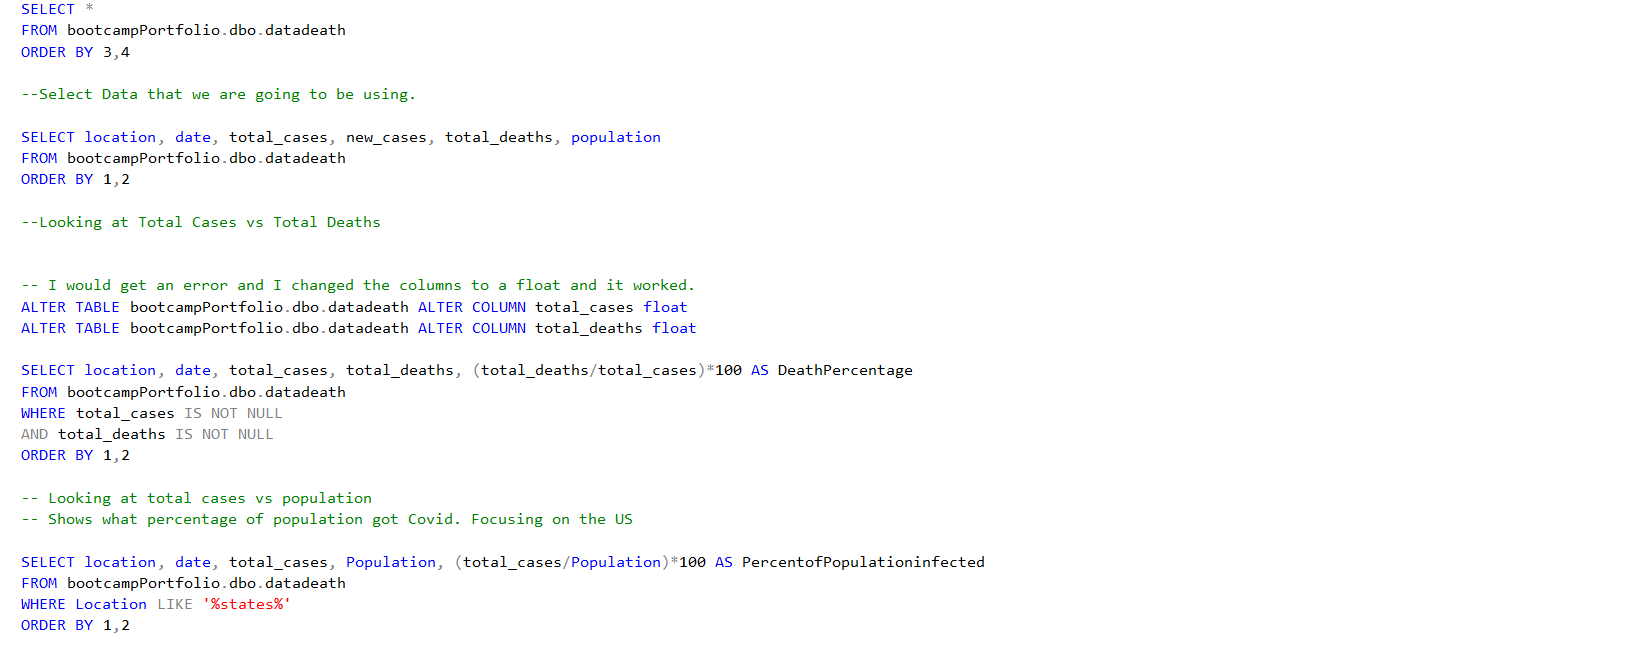 SELECT *
FROM bootcampPortfolio.dbo.datadeath
ORDER BY 3,4
--Select Data that we are going to be using.
SELECT location, date, total_cases, new_cases, total_deaths, population
FROM bootcampPortfolio.dbo.datadeath
ORDER BY 1,2
--Looking at Total Cases vs Total Deaths
-- I would get an error and I changed the columns to a float and it worked.
ALTER TABLE bootcampPortfolio.dbo.datadeath ALTER COLUMN total_cases float
ALTER TABLE bootcampPortfolio.dbo.datadeath ALTER COLUMN total_deaths float
SELECT location, date, total_cases, total_deaths, (total_deaths/total_cases)*100 AS DeathPercentage
FROM bootcampPortfolio.dbo.datadeath
WHERE total_cases IS NOT NULL
AND total_deaths IS NOT NULL
ORDER BY 1,2
-- Looking at total cases vs population
-- Shows what percentage of population got Covid. Focusing on the US
SELECT location, date, total_cases, Population, (total_cases/Population)*100 AS PercentofPopulationinfected
FROM bootcampPortfolio.dbo.datadeath
WHERE Location LIKE '%states%'
ORDER BY 1,2